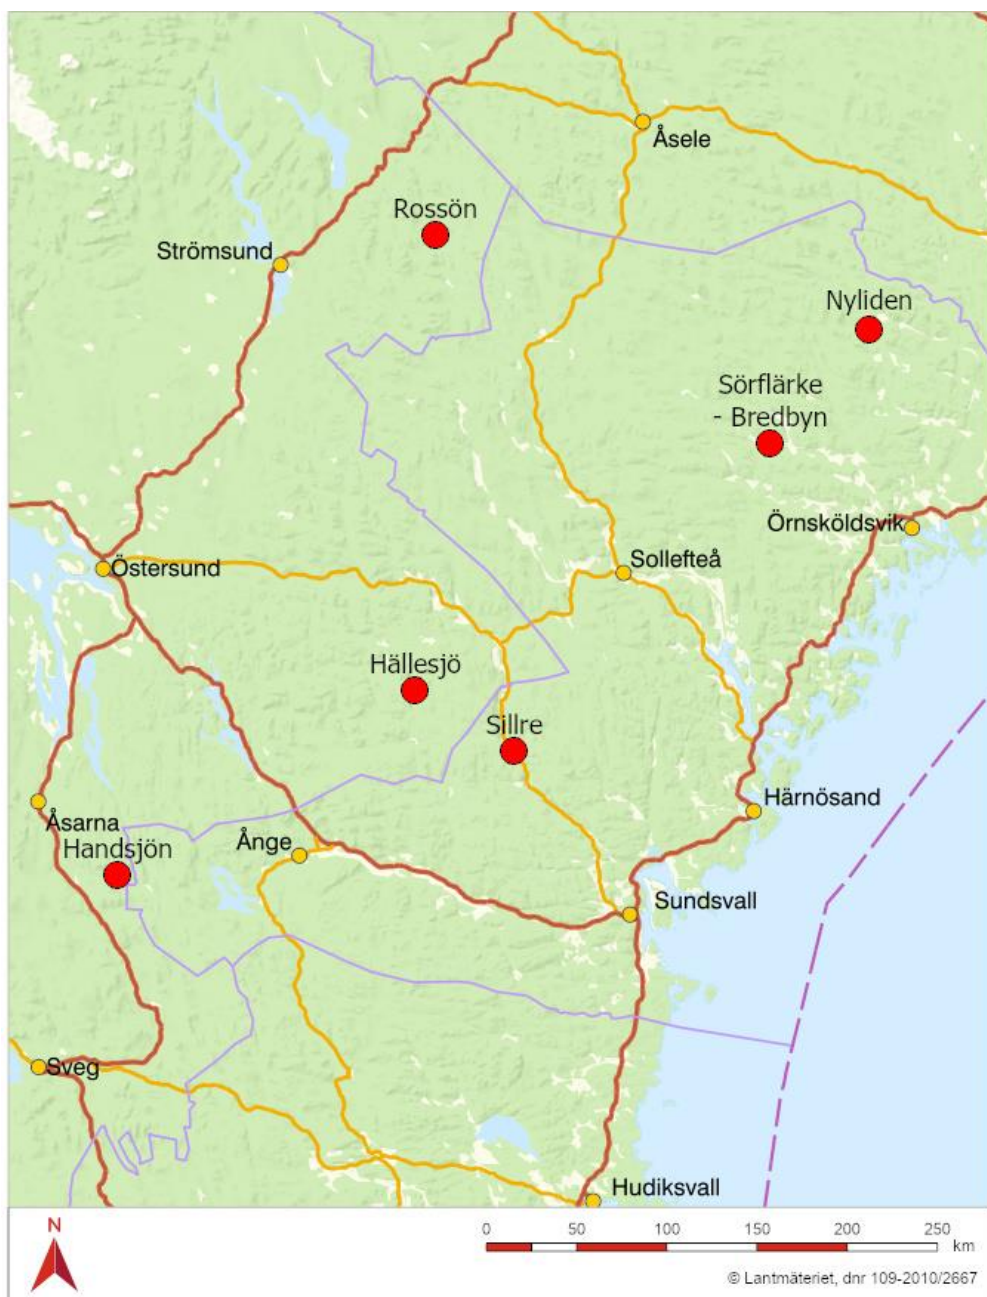 Åsele
Rossön
Strömsund
Nyliden
Sörflärke
- Bredbyn
Örnsköldsvik
Sollefteå
Östersund
Hällesjö
Sillre
Härnösand
Åsarna
Ånge
Handsjön
Sundsvall
Sveg
Hudiksvall
N
0 50 100 150 200 250
km
© Lantmäteriet, dnr 109-2010/2667